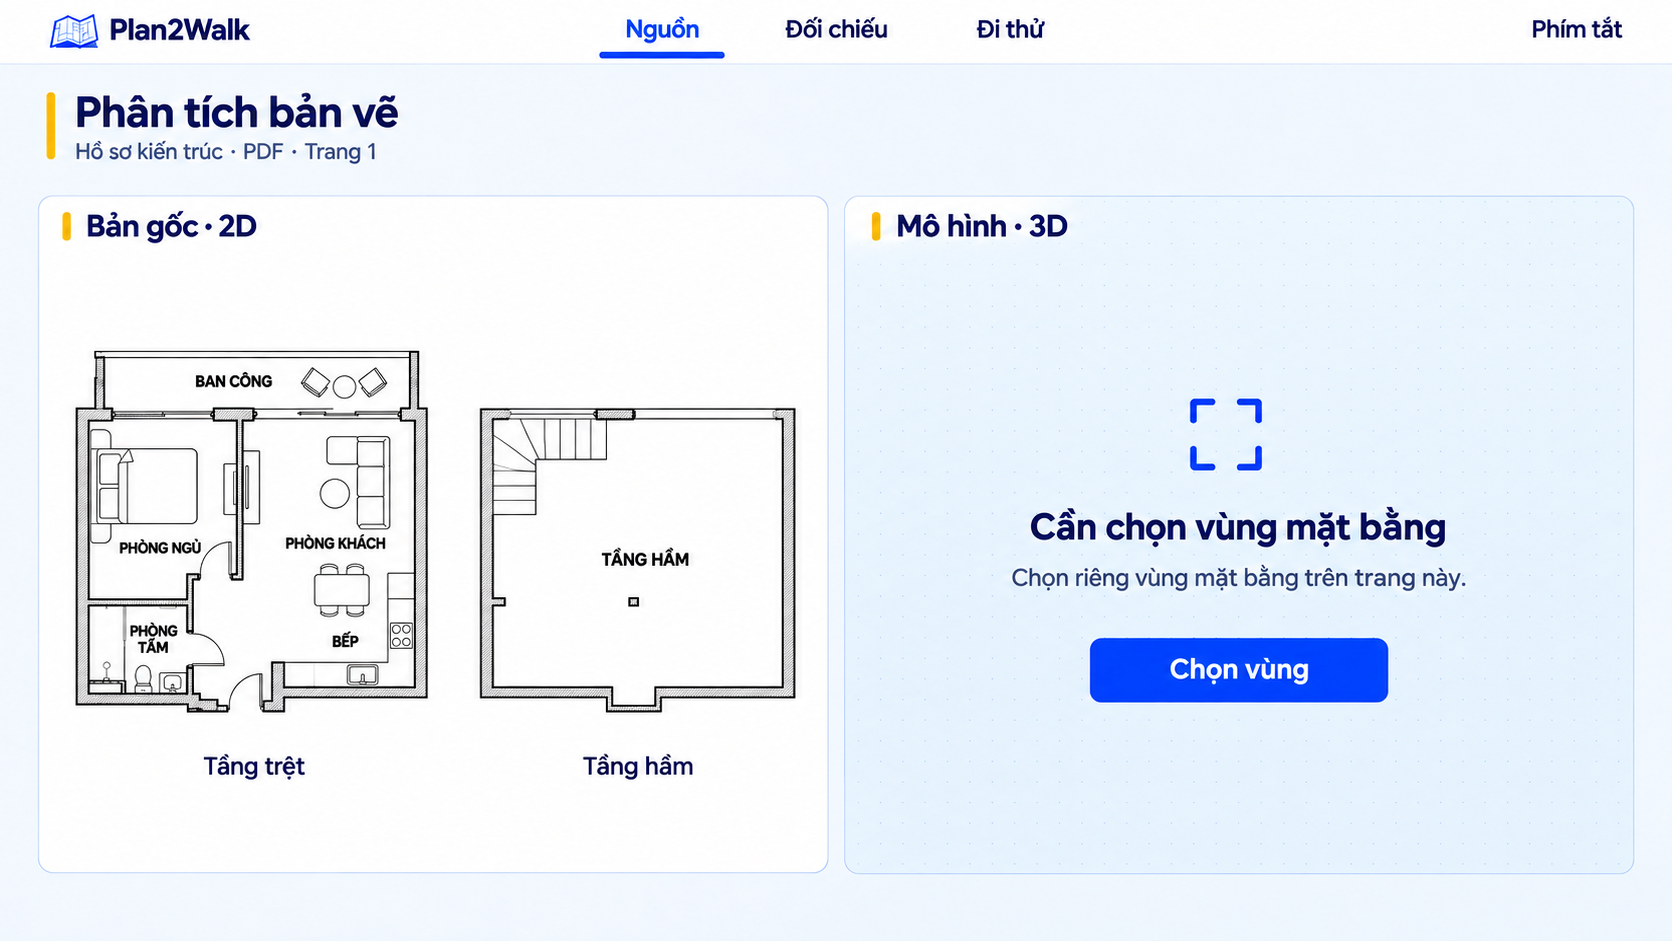 Plan2Walk
Nguồn
Đối chiếu
Đi thử
Phím tắt
Phân tích bản vẽ
Hồ sơ kiến trúc · PDF · Trang 1
Bản gốc · 2D
BAN CÔNG
PHÒNG NGỦ
PHÒNG KHÁCH
PHÒNG
TẮM
BẾP
TẦNG HẦM
Tầng trệt
Tầng hầm
Mô hình · 3D
Cần chọn vùng mặt bằng
Chọn riêng vùng mặt bằng trên trang này.
Chọn vùng